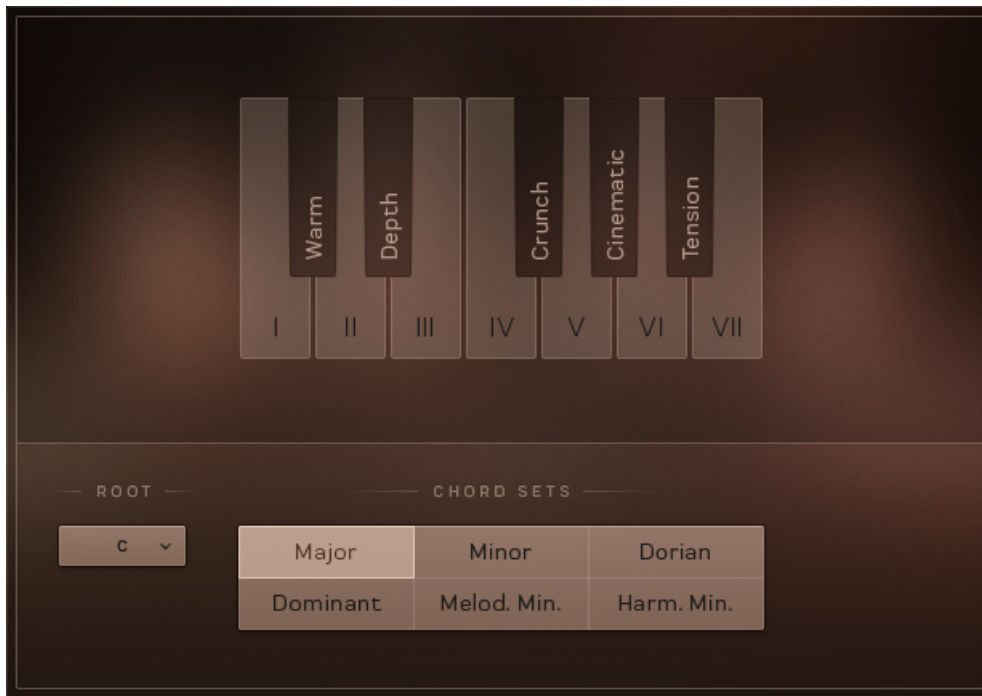 Warm
Depth
Crunch
Cinematic
Tension
I II III IV V VI VII
ROOT
CHORD SETS
C
Major Minor Dorian
Dominant Melod. Min. Harm. Min.